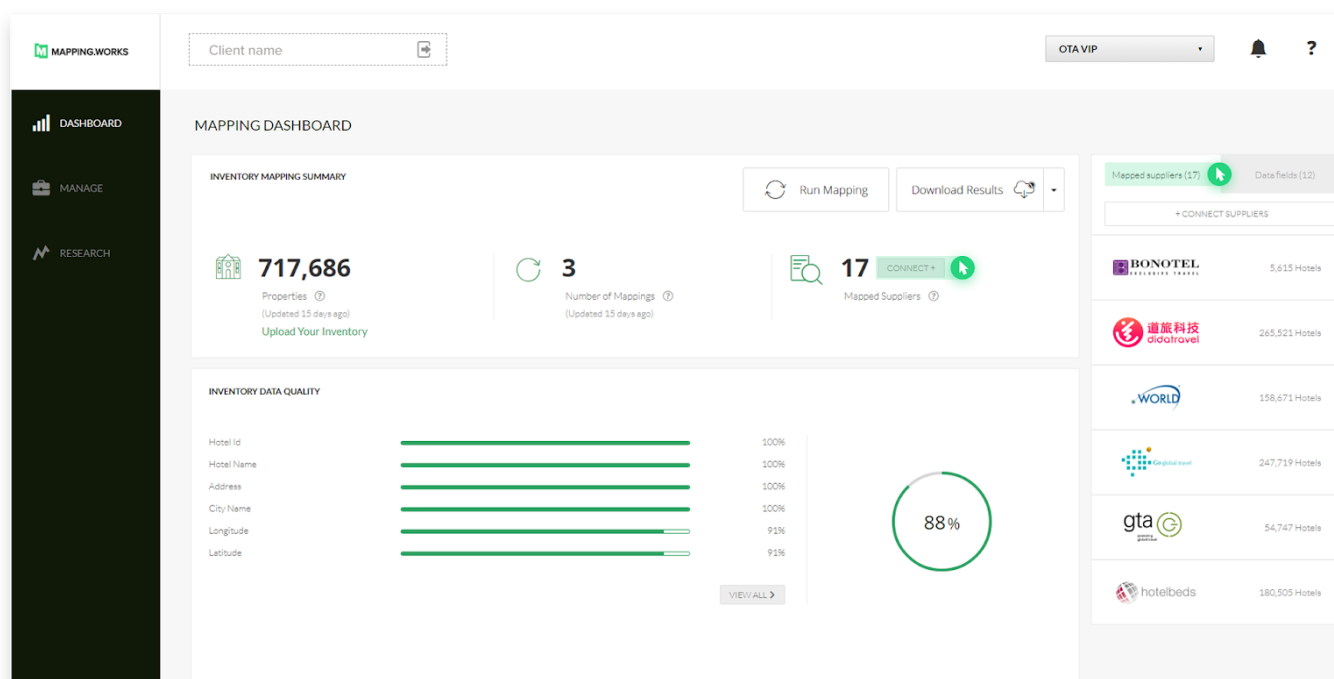 MAPPING.WORKS
Client name
OTA VIP
?
DASHBOARD
MANAGE
RESEARCH
MAPPING DASHBOARD
INVENTORY MAPPING SUMMARY
Run Mapping
Download Results
717,686
Properties ?
(Updated 15 days ago)
Upload Your Inventory
3
Number of Mappings ?
(Updated 15 days ago)
17 CONNECT +
Mapped Suppliers ?
INVENTORY DATA QUALITY
Hotel Id 100%
Hotel Name 100%
Address 100%
City Name 100%
Longitude 91%
Latitude 91%
VIEW ALL >
88%
Mapped suppliers (17)
Data fields (12)
+ CONNECT SUPPLIERS
BONOTEL
EXCLUSIVE TRAVEL
5,615 Hotels
道旅科技
didatravel
265,521 Hotels
.WORLD
158,671 Hotels
Go global travel
247,719 Hotels
gta
54,747 Hotels
hotelbeds
180,505 Hotels